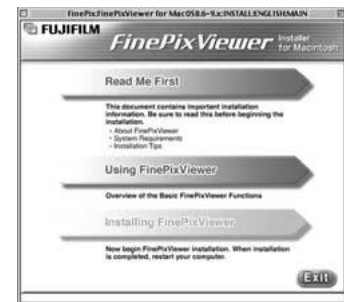 FinePix:FinePixViewer for MacOS8.6-9.x:INSTALL:ENGLISH:MAIN
FUJIFILM
FinePixViewer Installer for Macintosh
Read Me First
This document contains important installation
information. Be sure to read this before beginning the
installation.
- About FinePixViewer
- System Requirements
- Installation Tips
Using FinePixViewer
Overview of the Basic FinePixViewer Functions
Installing FinePixViewer
Now begin FinePixViewer installation. When installation
is completed, restart your computer.
Exit